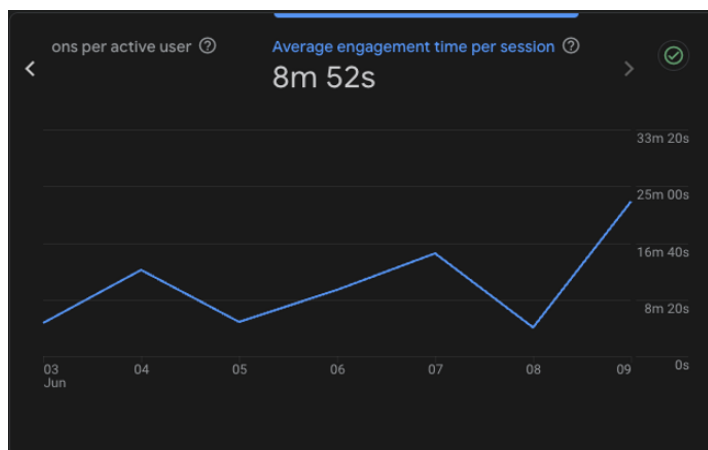 ons per active user
Average engagement time per session
8m 52s
33m 20s
25m 00s
16m 40s
8m 20s
0s
03 04 05 06 07 08 09
Jun